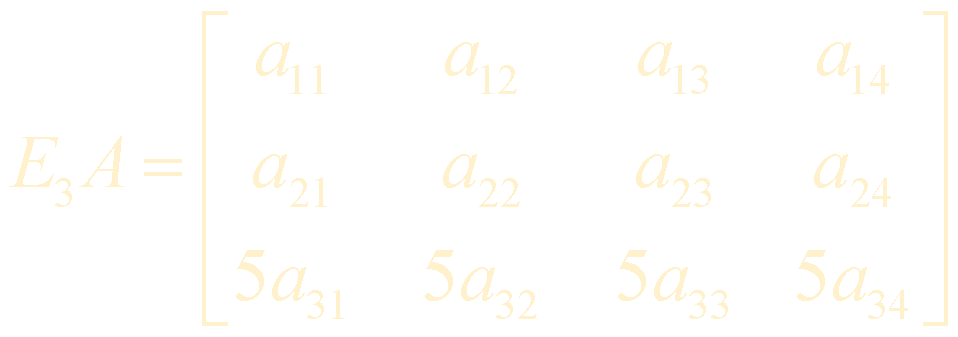 a₁₁ a₁₂ a₁₃ a₁₄
E₃A = a₂₁ a₂₂ a₂₃ a₂₄
5a₃₁ 5a₃₂ 5a₃₃ 5a₃₄